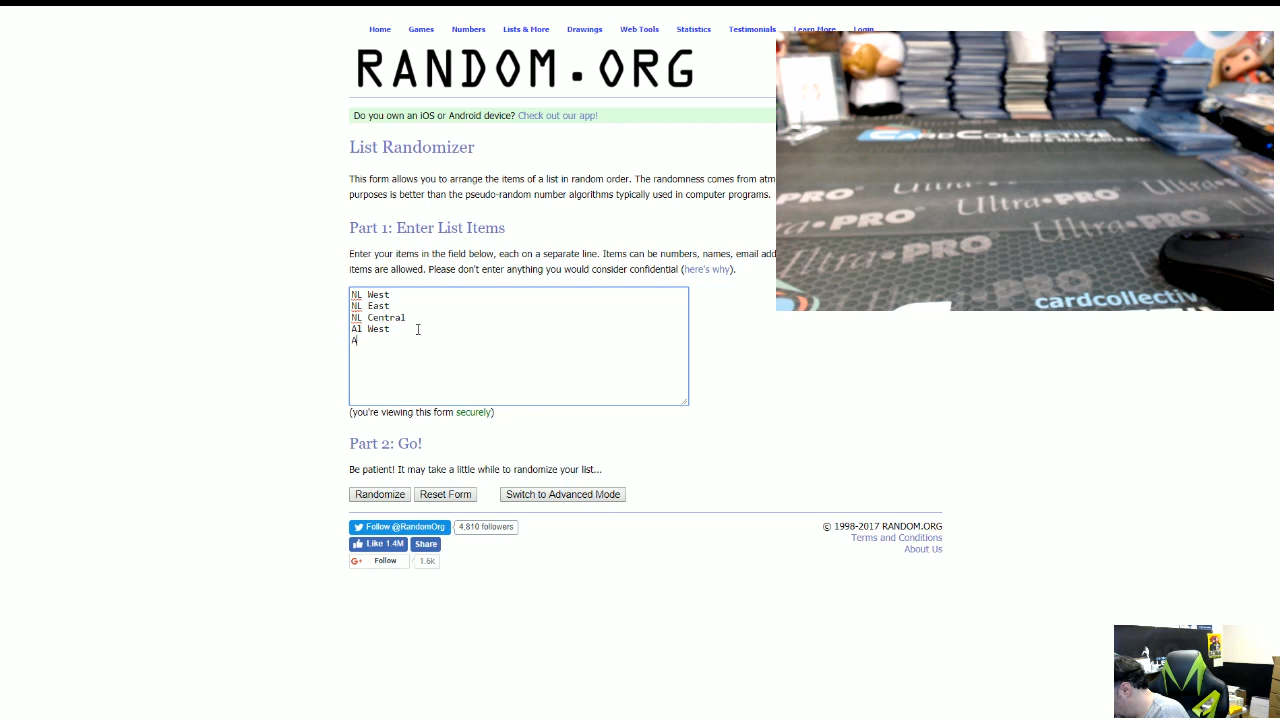 Home Games Numbers Lists & More Drawings Web Tools Statistics Testimonials Learn More Login
RANDOM.ORG
Do you own an iOS or Android device? Check out our app!
List Randomizer
This form allows you to arrange the items of a list in random order. The randomness comes from atm
purposes is better than the pseudo-random number algorithms typically used in computer programs.
Part 1: Enter List Items
Enter your items in the field below, each on a separate line. Items can be numbers, names, email add
items are allowed. Please don't enter anything you would consider confidential (here's why).
NL West
NL East
NL Central
Al West
A
(you're viewing this form securely)
Part 2: Go!
Be patient! It may take a little while to randomize your list...
Randomize Reset Form Switch to Advanced Mode
Follow @RandomOrg 4,810 followers
Like 1.4M Share
Follow 1.6k
© 1998-2017 RANDOM.ORG
Terms and Conditions
About Us
CARDCOLLECTIVE
PRO Ultra PRO Ultra
Ultra PRO
cardcollectiv